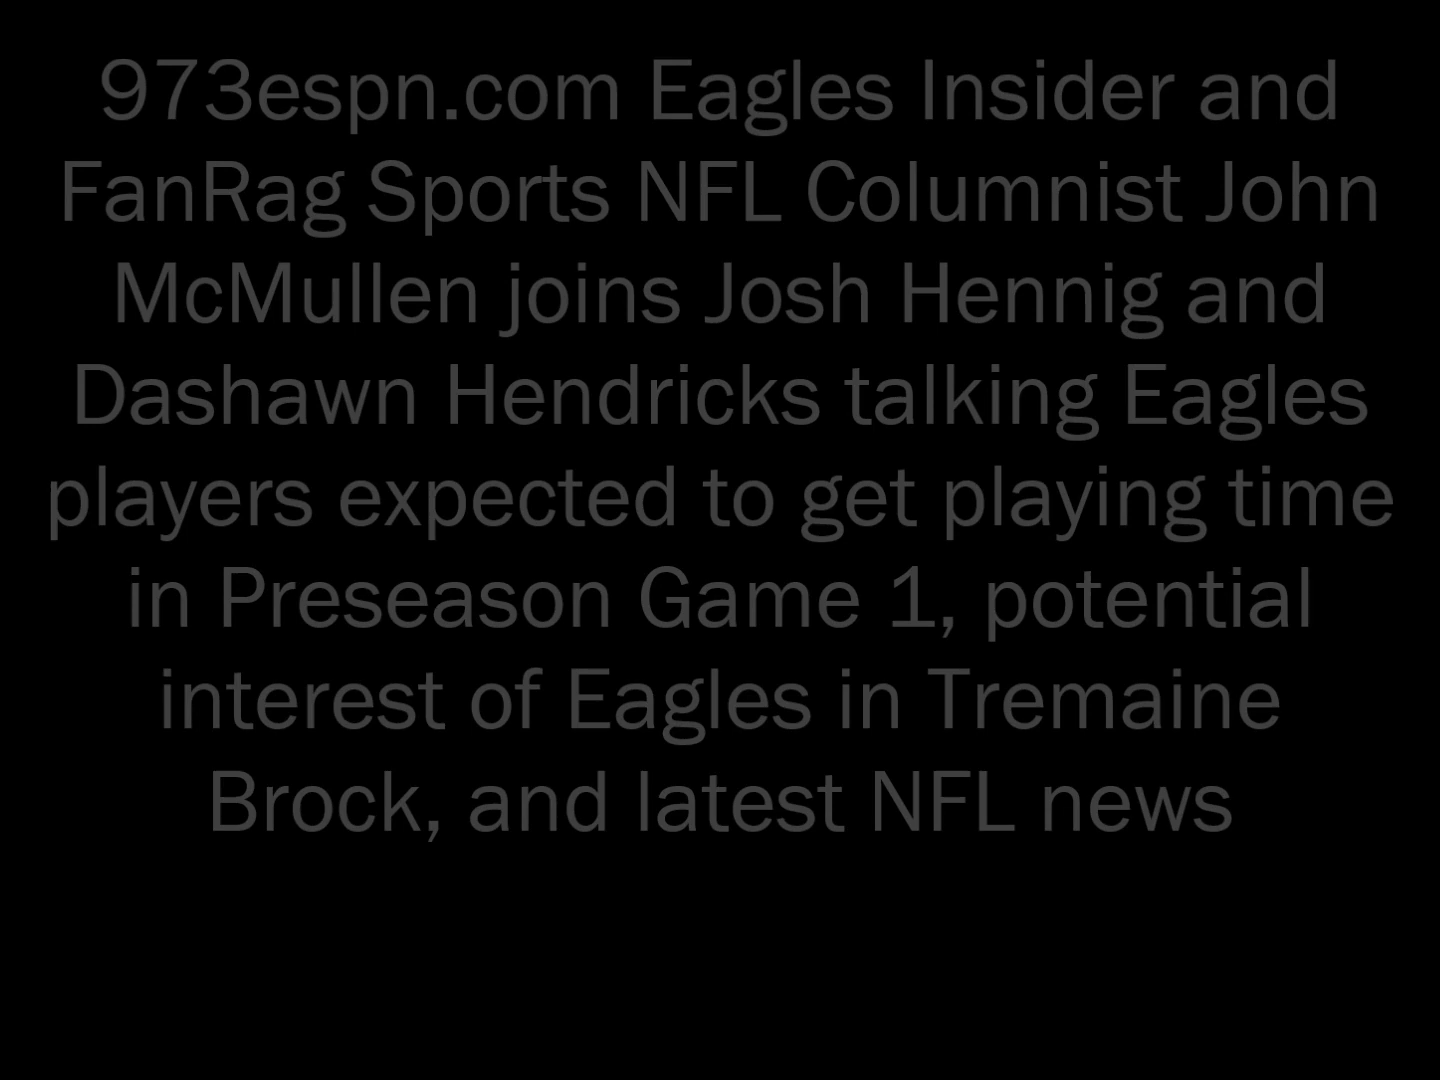 973espn.com Eagles Insider and
FanRag Sports NFL Columnist John
McMullen joins Josh Hennig and
Dashawn Hendricks talking Eagles
players expected to get playing time
in Preseason Game 1, potential
interest of Eagles in Tremaine
Brock, and latest NFL news